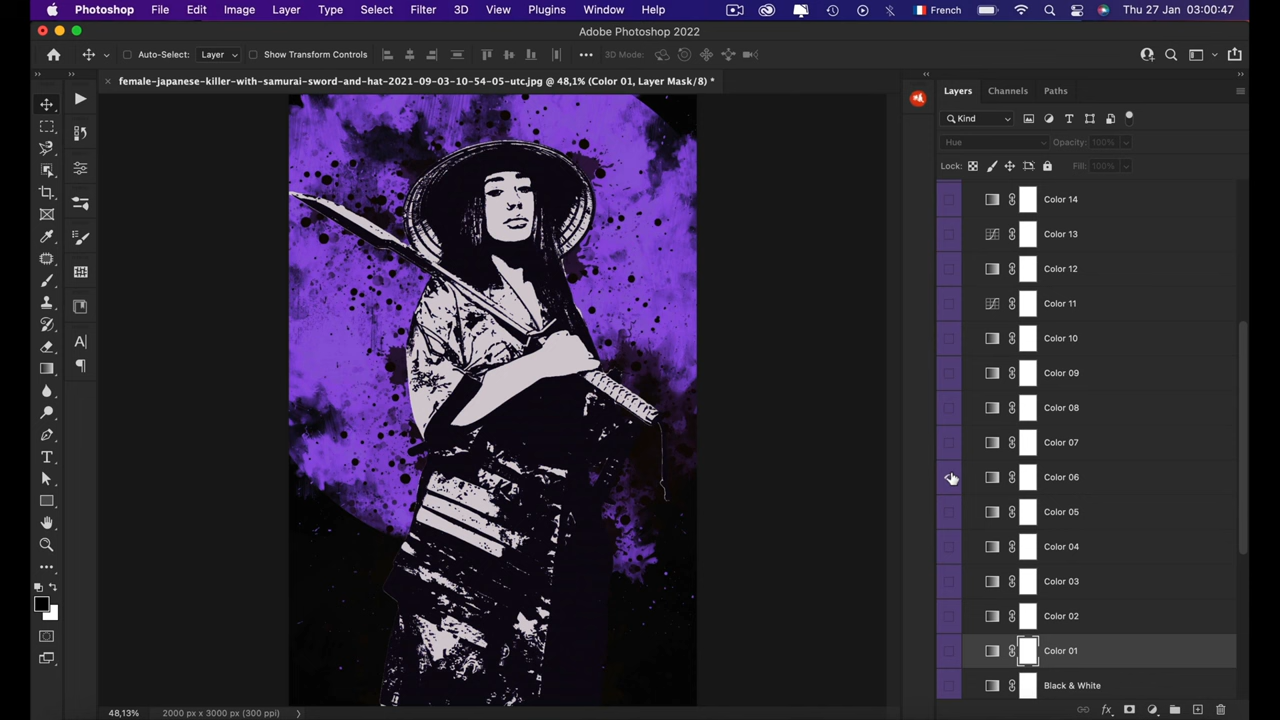 Photoshop File Edit Image Layer Type Select Filter 3D View Plugins Window Help French Thu 27 Jan 03:00:47
Adobe Photoshop 2022
Auto-Select: Layer Show Transform Controls 3D Mode:
female-japanese-killer-with-samurai-sword-and-hat-2021-09-03-10-54-05-utc.jpg @ 48,1% (Color 01, Layer Mask/8) *
Layers Channels Paths
Kind
Hue Opacity: 100%
Lock: Fill: 100%
Color 14
Color 13
Color 12
Color 11
Color 10
Color 09
Color 08
Color 07
Color 06
Color 05
Color 04
Color 03
Color 02
Color 01
Black & White
48,13% 2000 px x 3000 px (300 ppi)